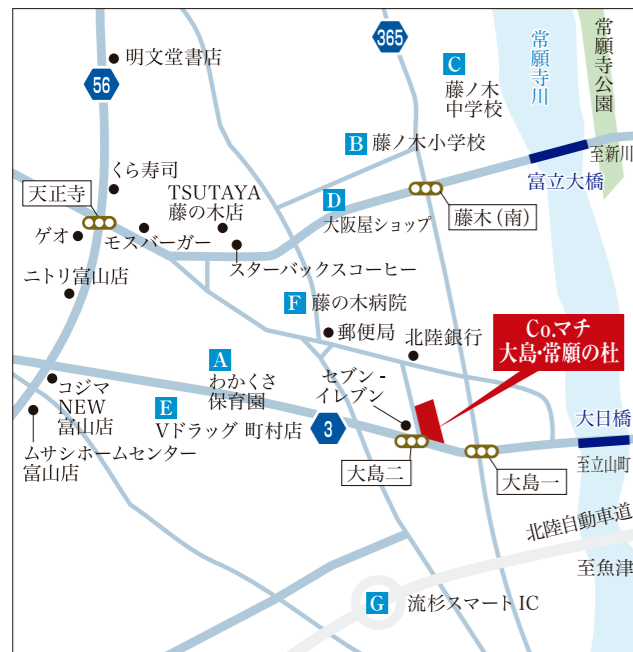 56
明文堂書店
365
C
藤ノ木
中学校
常願寺川
常願寺公園
B 藤ノ木小学校
至新川
富立大橋
くら寿司
天正寺
TSUTAYA
藤の木店
D
大阪屋ショップ
藤木(南)
ゲオ
モスバーガー
スターバックスコーヒー
ニトリ富山店
F 藤の木病院
郵便局
北陸銀行
Co.マチ
大島・常願の杜
A
わかくさ
保育園
セブン-
イレブン
コジマ
NEW
富山店
E
Vドラッグ 町村店
3
大日橋
ムサシホームセンター
富山店
大島二
大島一
至立山町
北陸自動車道
至魚津
G 流杉スマートIC